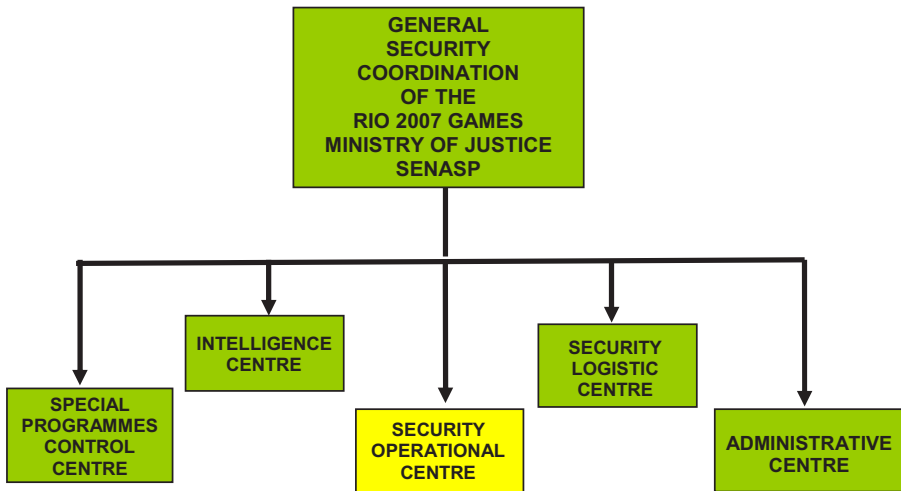 GENERAL
SECURITY
COORDINATION
OF THE
RIO 2007 GAMES
MINISTRY OF JUSTICE
SENASP
INTELLIGENCE
CENTRE
SECURITY
LOGISTIC
CENTRE
SPECIAL
PROGRAMMES
CONTROL
CENTRE
SECURITY
OPERATIONAL
CENTRE
ADMINISTRATIVE
CENTRE